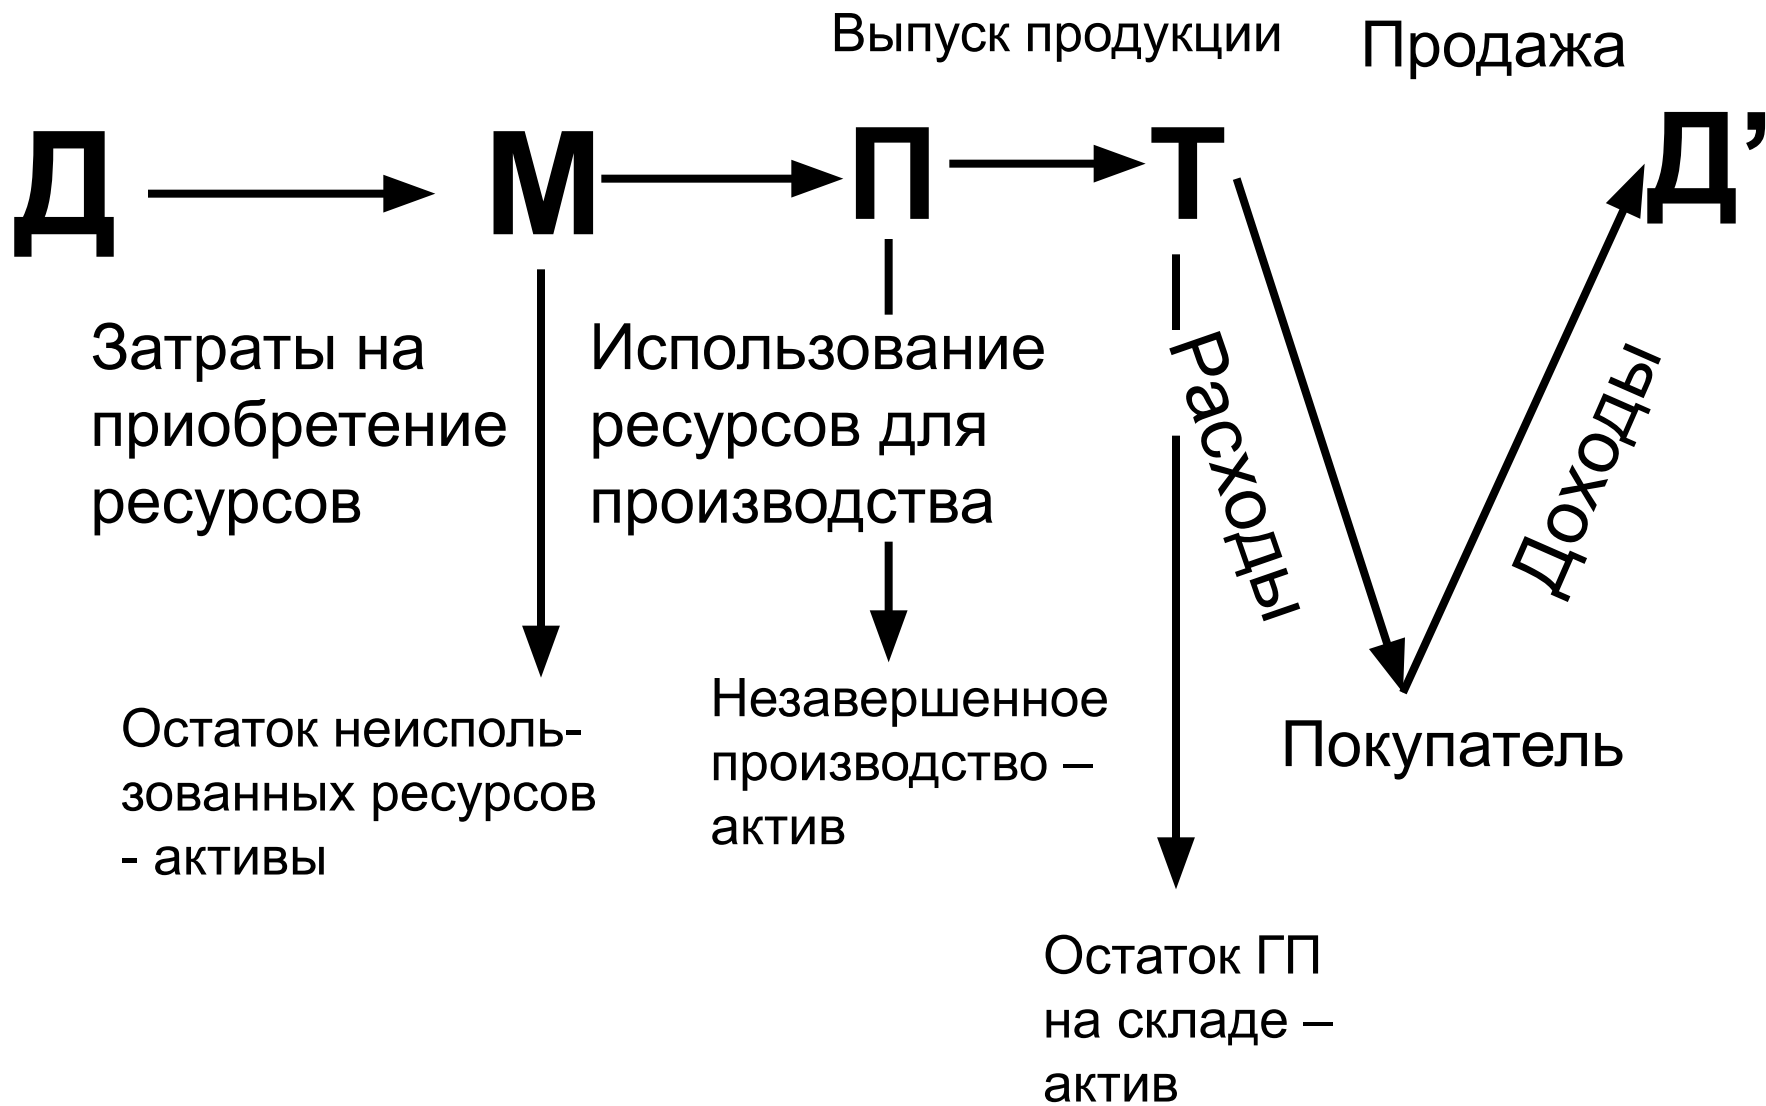 Выпуск продукции
Продажа
Д
М
П
Т
Д’
Затраты на
приобретение
ресурсов
Использование
ресурсов для
производства
Расходы
Доходы
Остаток неисполь-
зованных ресурсов
- активы
Незавершенное
производство –
актив
Покупатель
Остаток ГП
на складе –
актив